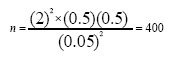 n = (2)² × (0.5)(0.5) / (0.05)² = 400